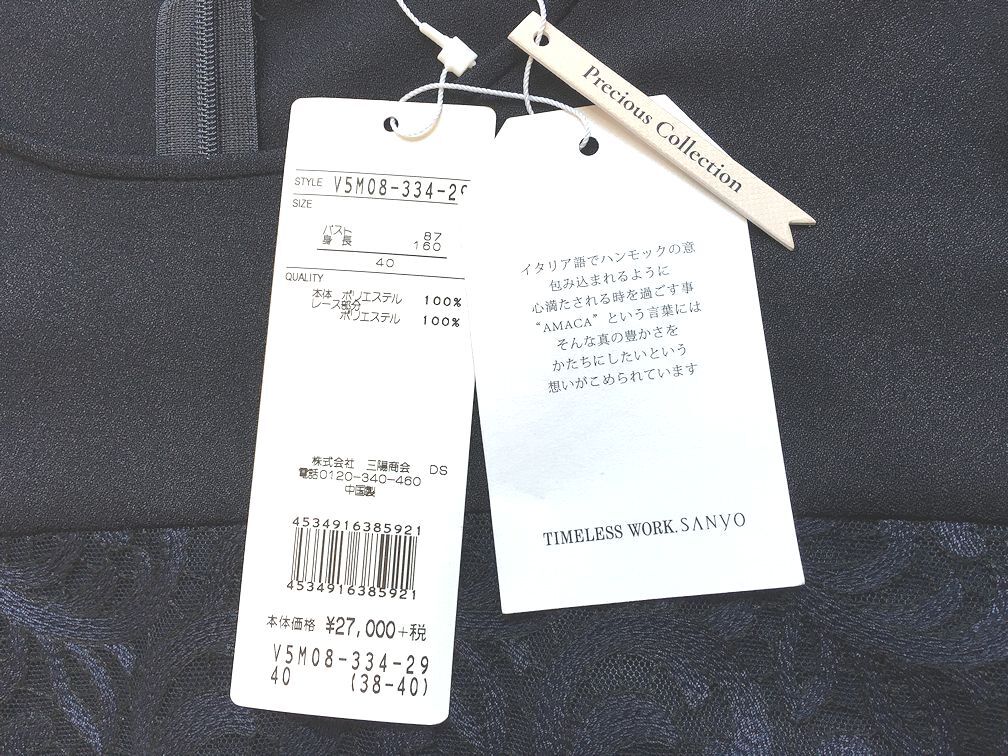 STYLE V5M08-334-29
SIZE
バスト 87
身長 160
40
QUALITY
本体 ポリエステル 100%
レース部分
ポリエステル 100%
株式会社 三陽商会 DS
電話0120-340-460
中国製
4534916385921
4534916385921
本体価格 ¥27,000+税
V5M08-334-29
40 (38-40)
Precious Collection
イタリア語でハンモックの意
包み込まれるように
心満たされる時を過ごす事
“AMACA”という言葉には
そんな真の豊かさを
かたちにしたいという
想いがこめられています
TIMELESS WORK. SANYO